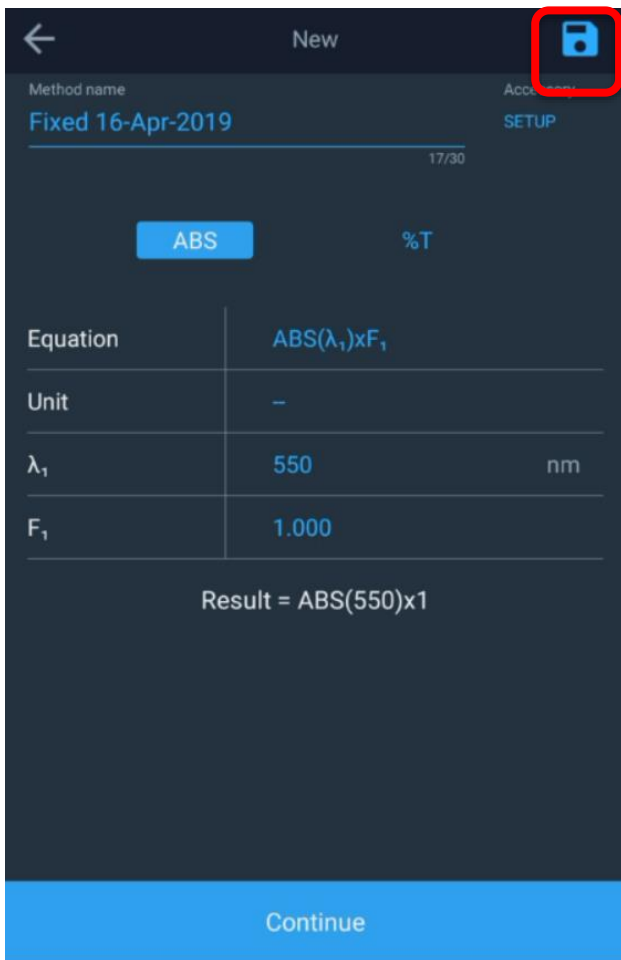 New
Method name
Accessory
Fixed 16-Apr-2019
SETUP
17/30
ABS
%T
Equation ABS(λ₁)xF₁
Unit –
λ₁ 550 nm
F₁ 1.000
Result = ABS(550)x1
Continue